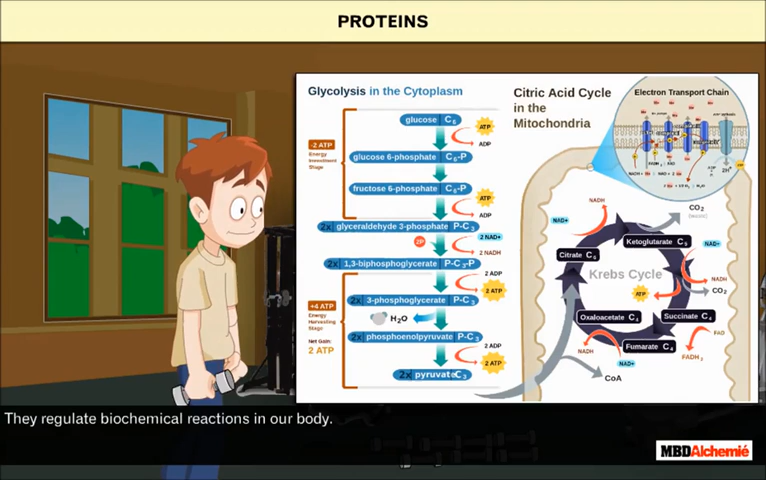 PROTEINS
Glycolysis in the Cytoplasm
glucose C₆
ATP
ADP
-2 ATP
Energy
Investment
Stage
glucose 6-phosphate C₆-P
fructose 6-phosphate C₆-P
ATP
ADP
2x glyceraldehyde 3-phosphate P-C₃
2P
2 NAD+
2 NADH
2x 1,3-biphosphoglycerate P-C₃-P
2 ADP
2 ATP
+4 ATP
Energy
Harvesting
Stage
Net Gain:
2 ATP
2x 3-phosphoglycerate P-C₃
H₂O
2x phosphoenolpyruvate P-C₃
2 ADP
2 ATP
2x pyruvate C₃
Citric Acid Cycle
in the
Mitochondria
Electron Transport Chain
NADH
NAD+
CO₂
(waste)
Citrate C₆
Ketoglutarate C₅
NAD+
NADH
CO₂
Krebs Cycle
ATP
Oxaloacetate C₄
Succinate C₄
FAD
FADH₂
Fumarate C₄
NADH
NAD+
CoA
They regulate biochemical reactions in our body.
MBDAlchemié